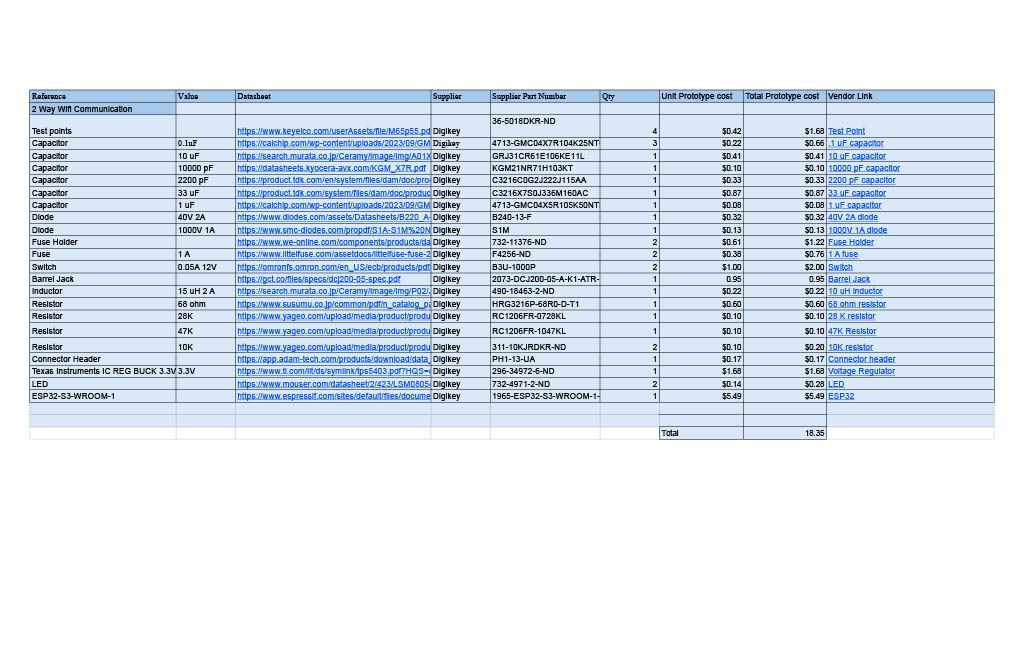 Reference Value Datasheet Supplier Supplier Part Number Qty Unit Prototype cost Total Prototype cost Vendor Link
2 Way Wifi Communication
Test points https://www.keyelco.com/userAssets/file/M65p55.pd Digikey 36-5018DKR-ND 4 $0.42 $1.68 Test Point
Capacitor 0.1uF https://calchip.com/wp-content/uploads/2023/09/GM Digikey 4713-GMC04X7R104K25NT 3 $0.22 $0.66 .1 uF capacitor
Capacitor 10 uF https://search.murata.co.jp/Ceramy/image/img/A01X Digikey GRJ31CR61E106KE11L 1 $0.41 $0.41 10 uF capacitor
Capacitor 10000 pF https://datasheets.kyocera-avx.com/KGM_X7R.pdf Digikey KGM21NR71H103KT 1 $0.10 $0.10 10000 pF capacitor
Capacitor 2200 pF https://product.tdk.com/en/system/files/dam/doc/prod Digikey C3216C0G2J222J115AA 1 $0.33 $0.33 2200 pF capacitor
Capacitor 33 uF https://product.tdk.com/system/files/dam/doc/produc Digikey C3216X7S0J336M160AC 1 $0.87 $0.87 33 uF capacitor
Capacitor 1 uF https://calchip.com/wp-content/uploads/2023/09/GM Digikey 4713-GMC04X5R105K50NT 1 $0.08 $0.08 1 uF capacitor
Diode 40V 2A https://www.diodes.com/assets/Datasheets/B220_A- Digikey B240-13-F 1 $0.32 $0.32 40V 2A diode
Diode 1000V 1A https://www.smc-diodes.com/propdf/S1A-S1M%20N Digikey S1M 1 $0.13 $0.13 1000V 1A diode
Fuse Holder https://www.we-online.com/components/products/da Digikey 732-11376-ND 2 $0.61 $1.22 Fuse Holder
Fuse 1 A https://www.littelfuse.com/assetdocs/littelfuse-fuse-2 Digikey F4256-ND 2 $0.38 $0.76 1 A fuse
Switch 0.05A 12V https://omronfs.omron.com/en_US/ecb/products/pdf Digikey B3U-1000P 2 $1.00 $2.00 Switch
Barrel Jack https://gct.co/files/specs/dcj200-05-spec.pdf Digikey 2073-DCJ200-05-A-K1-ATR- 1 0.95 0.95 Barrel Jack
Inductor 15 uH 2 A https://search.murata.co.jp/Ceramy/image/img/P02/ Digikey 490-18463-2-ND 1 $0.22 $0.22 10 uH Inductor
Resistor 68 ohm https://www.susumu.co.jp/common/pdf/n_catalog_pa Digikey HRG3216P-68R0-D-T1 1 $0.60 $0.60 68 ohm resistor
Resistor 28K https://www.yageo.com/upload/media/product/produ Digikey RC1206FR-0728KL 1 $0.10 $0.10 28 K resistor
Resistor 47K https://www.yageo.com/upload/media/product/produ Digikey RC1206FR-1047KL 1 $0.10 $0.10 47K Resistor
Resistor 10K https://www.yageo.com/upload/media/product/produ Digikey 311-10KJRDKR-ND 2 $0.10 $0.20 10K resistor
Connector Header https://app.adam-tech.com/products/download/data_ Digikey PH1-13-UA 1 $0.17 $0.17 Connector header
Texas Instruments IC REG BUCK 3.3V 3.3V https://www.ti.com/lit/ds/symlink/tps5403.pdf?HQS= Digikey 296-34972-6-ND 1 $1.68 $1.68 Voltage Regulator
LED https://www.mouser.com/datasheet/2/423/LSM0805- Digikey 732-4971-2-ND 2 $0.14 $0.28 LED
ESP32-S3-WROOM-1 https://www.espressif.com/sites/default/files/docume Digikey 1965-ESP32-S3-WROOM-1- 1 $5.49 $5.49 ESP32
Total 18.35